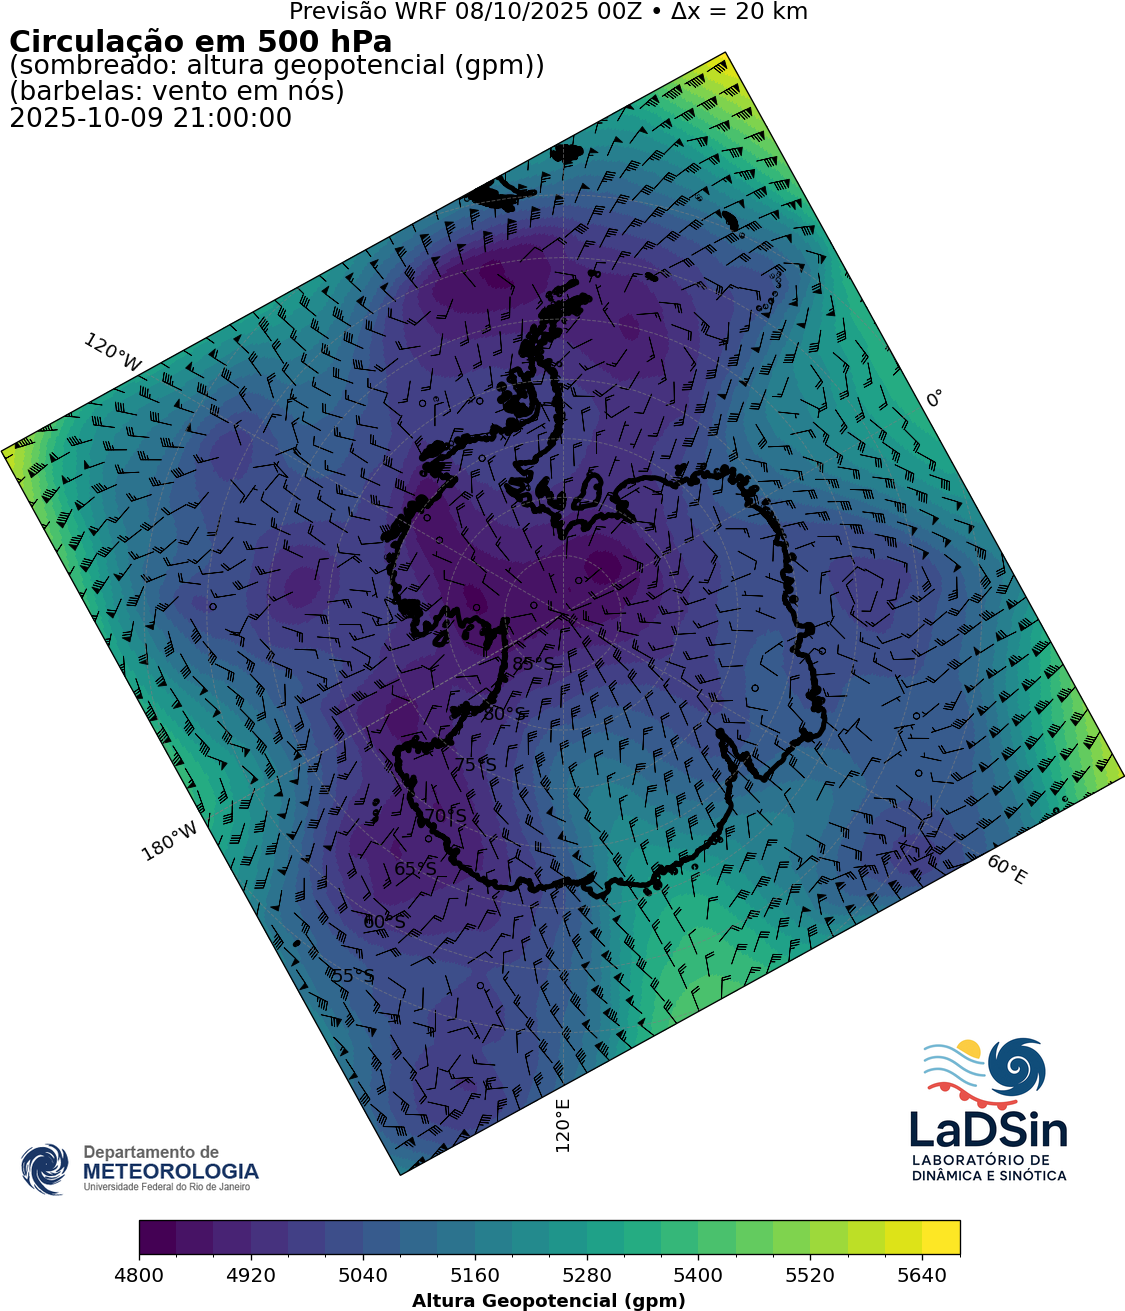 Previsão WRF 08/10/2025 00Z • Δx = 20 km
Circulação em 500 hPa
(sombreado: altura geopotencial (gpm))
(barbelas: vento em nós)
2025-10-09 21:00:00
120°W
0°
85°S
80°S
75°S
70°S
180°W
65°S
60°E
60°S
55°S
120°E
LaDSin
LABORATÓRIO DE
DINÂMICA E SINÓTICA
Departamento de
METEOROLOGIA
Universidade Federal do Rio de Janeiro
4800 4920 5040 5160 5280 5400 5520 5640
Altura Geopotencial (gpm)